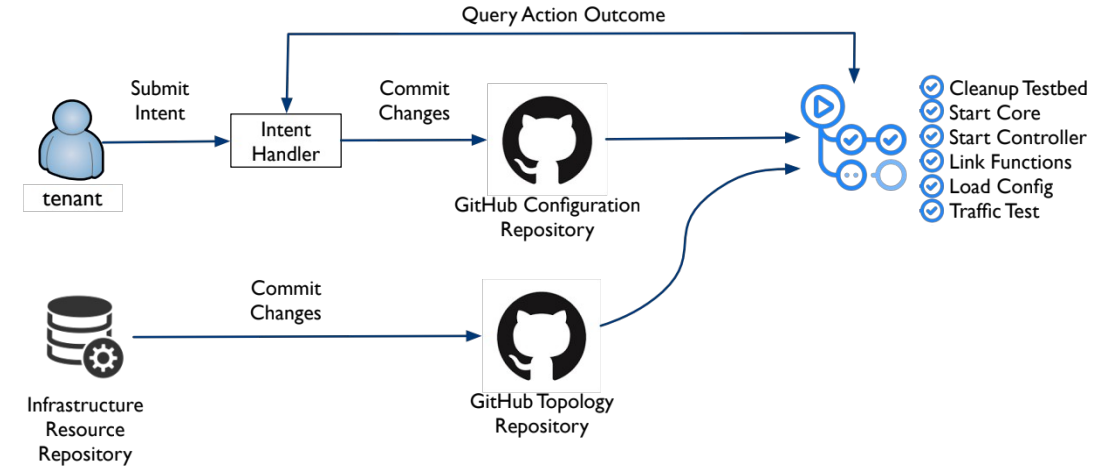 Query Action Outcome
Submit
Intent
Commit
Changes
Intent
Handler
tenant
GitHub Configuration
Repository
Cleanup Testbed
Start Core
Start Controller
Link Functions
Load Config
Traffic Test
Commit
Changes
Infrastructure
Resource
Repository
GitHub Topology
Repository